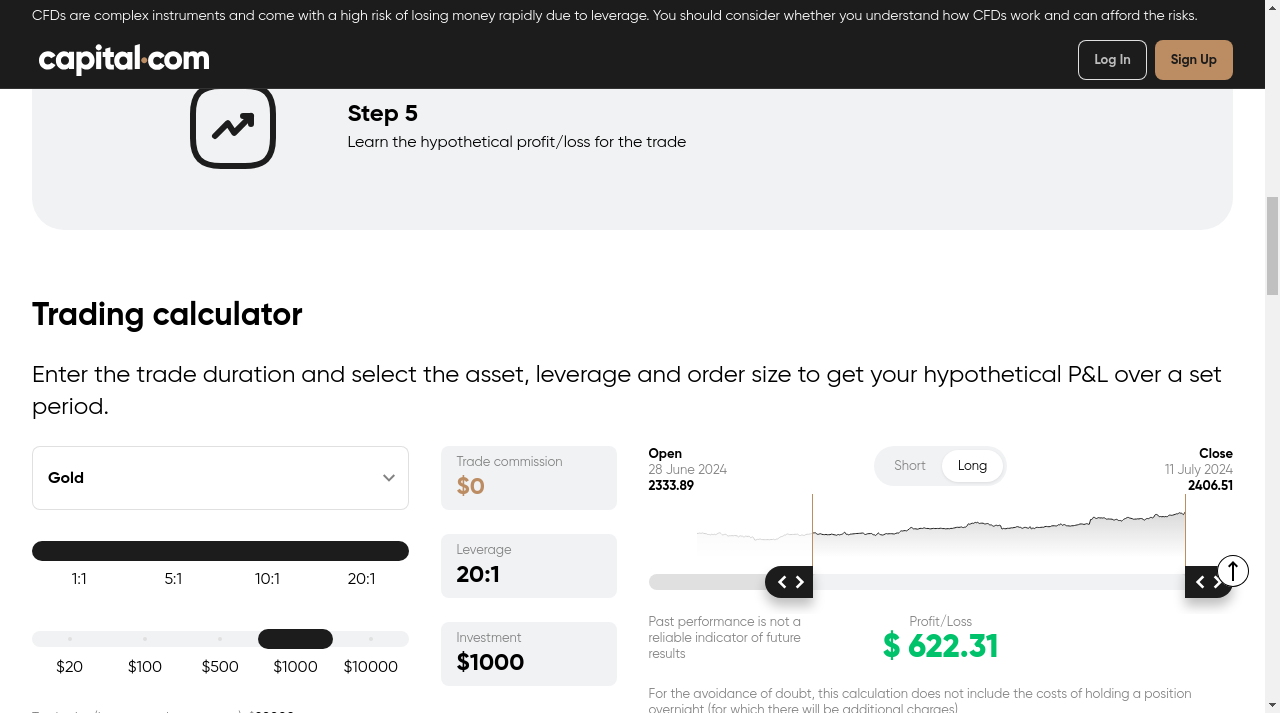 CFDs are complex instruments and come with a high risk of losing money rapidly due to leverage. You should consider whether you understand how CFDs work and can afford the risks.
capital.com
Log In
Sign Up
Step 5
Learn the hypothetical profit/loss for the trade
Trading calculator
Enter the trade duration and select the asset, leverage and order size to get your hypothetical P&L over a set
period.
Gold
1:1 5:1 10:1 20:1
$20 $100 $500 $1000 $10000
Trade commission
$0
Leverage
20:1
Investment
$1000
Open
28 June 2024
2333.89
Short Long
Close
11 July 2024
2406.51
Past performance is not a
reliable indicator of future
results
Profit/Loss
$ 622.31
For the avoidance of doubt, this calculation does not include the costs of holding a position
overnight (for which there will be additional charges)